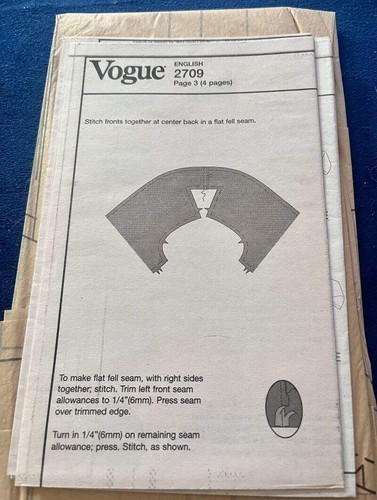 Vogue®
ENGLISH
2709
Page 3 (4 pages)
Stitch fronts together at center back in a flat fell seam.
To make flat fell seam, with right sides
together; stitch. Trim left front seam
allowances to 1/4"(6mm). Press seam
over trimmed edge.
Turn in 1/4"(6mm) on remaining seam
allowance; press. Stitch, as shown.